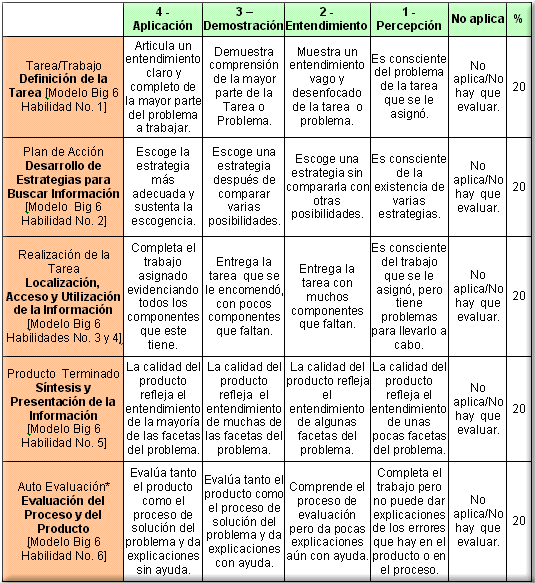 4 -
Aplicación
3 –
Demostración
2 -
Entendimiento
1 -
Percepción
No aplica
%
Tarea/Trabajo
Definición de la
Tarea [Modelo Big 6
Habilidad No. 1]
Articula un
entendimiento
claro y
completo de
la mayor parte
del problema
a trabajar.
Demuestra
comprensión
de la mayor
parte de la
Tarea o
Problema.
Muestra un
entendimiento
vago y
desenfocado
de la tarea o
problema.
Es consciente
del problema
de la tarea
que se le
asignó.
No
aplica/No
hay que
evaluar.
20
Plan de Acción
Desarrollo de
Estrategias para
Buscar Información
[Modelo Big 6
Habilidad No. 2]
Escoge la
estrategia
más
adecuada y
sustenta la
escogencia.
Escoge una
estrategia
después de
comparar
varias
posibilidades.
Escoge una
estrategia sin
compararla con
otras
posibilidades.
Es consciente
de la
existencia de
varias
estrategias.
No
aplica/No
hay que
evaluar.
20
Realización de la
Tarea
Localización,
Acceso y Utilización
de la Información
[Modelo Big 6
Habilidades No. 3 y 4]
Completa el
trabajo
asignado
evidenciando
todos los
componentes
que este
tiene.
Entrega la
tarea que se
le encomendó,
con pocos
componentes
que faltan.
Entrega la
tarea con
muchos
componentes
que faltan.
Es consciente
del trabajo
que se le
asignó, pero
tiene
problemas
para llevarlo a
cabo.
No
aplica/No
hay que
evaluar.
20
Producto Terminado
Síntesis y
Presentación de la
Información
[Modelo Big 6
Habilidad No. 5]
La calidad del
producto
refleja el
entendimiento
de la mayoría
de las facetas
del problema.
La calidad del
producto
refleja el
entendimiento
de muchas de
las facetas del
problema.
La calidad del
producto refleja
el
entendimiento
de algunas
facetas del
problema.
La calidad del
producto
refleja el
entendimiento
de unas
pocas facetas
del problema.
No
aplica/No
hay que
evaluar.
20
Auto Evaluación*
Evaluación del
Proceso y del
Producto
[Modelo Big 6
Habilidad No. 6]
Evalúa tanto
el producto
como el
proceso de
solución del
problema y da
explicaciones
sin ayuda.
Evalúa tanto el
producto como
el proceso de
solución del
problema y da
explicaciones
con ayuda.
Comprende el
proceso de
evaluación
pero da pocas
explicaciones
aún con ayuda.
Completa el
trabajo pero
no puede dar
explicaciones
de los errores
que hay en el
producto o en
el proceso.
No
aplica/No
hay que
evaluar.
20